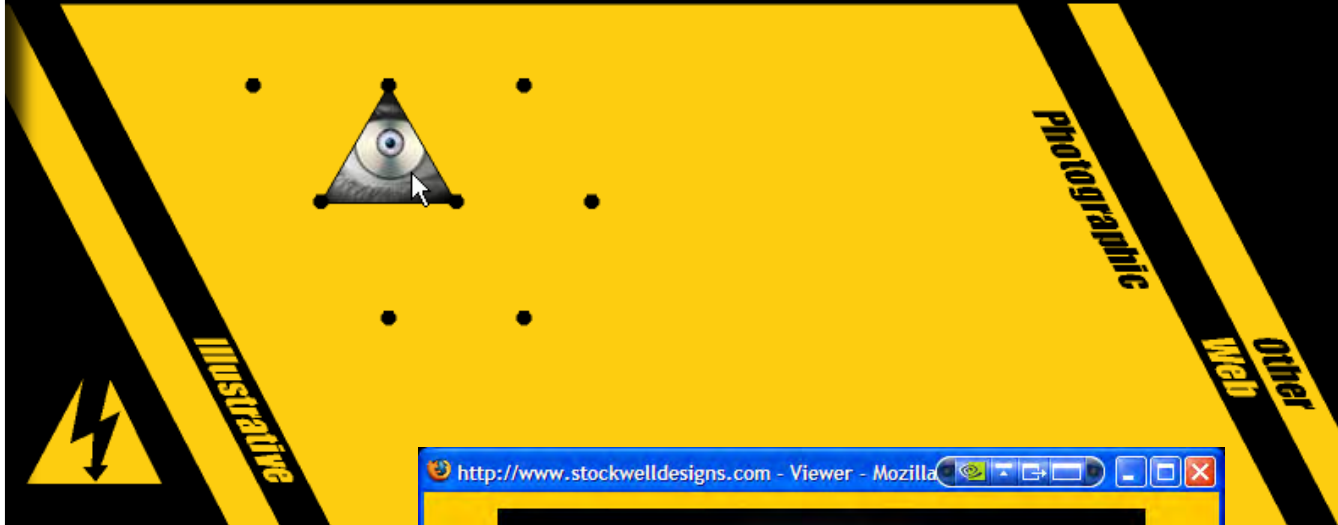 Photographic
Illustrative
Web
Other
http://www.stockwelldesigns.com - Viewer - Mozilla